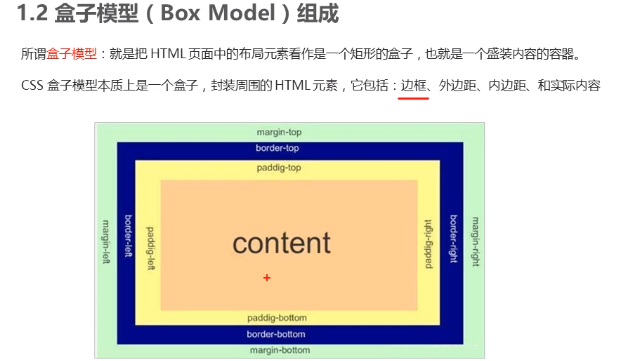 1.2 盒子模型（Box Model）组成
所谓盒子模型：就是把 HTML 页面中的布局元素看作是一个矩形的盒子，也就是一个盛装内容的容器。
CSS 盒子模型本质上是一个盒子，封装周围的 HTML 元素，它包括：边框、外边距、内边距、和实际内容
margin-top
border-top
paddig-top
margin-left
border-left
paddig-left
content
paddig-right
border-right
margin-right
paddig-bottom
border-bottom
margin-bottom